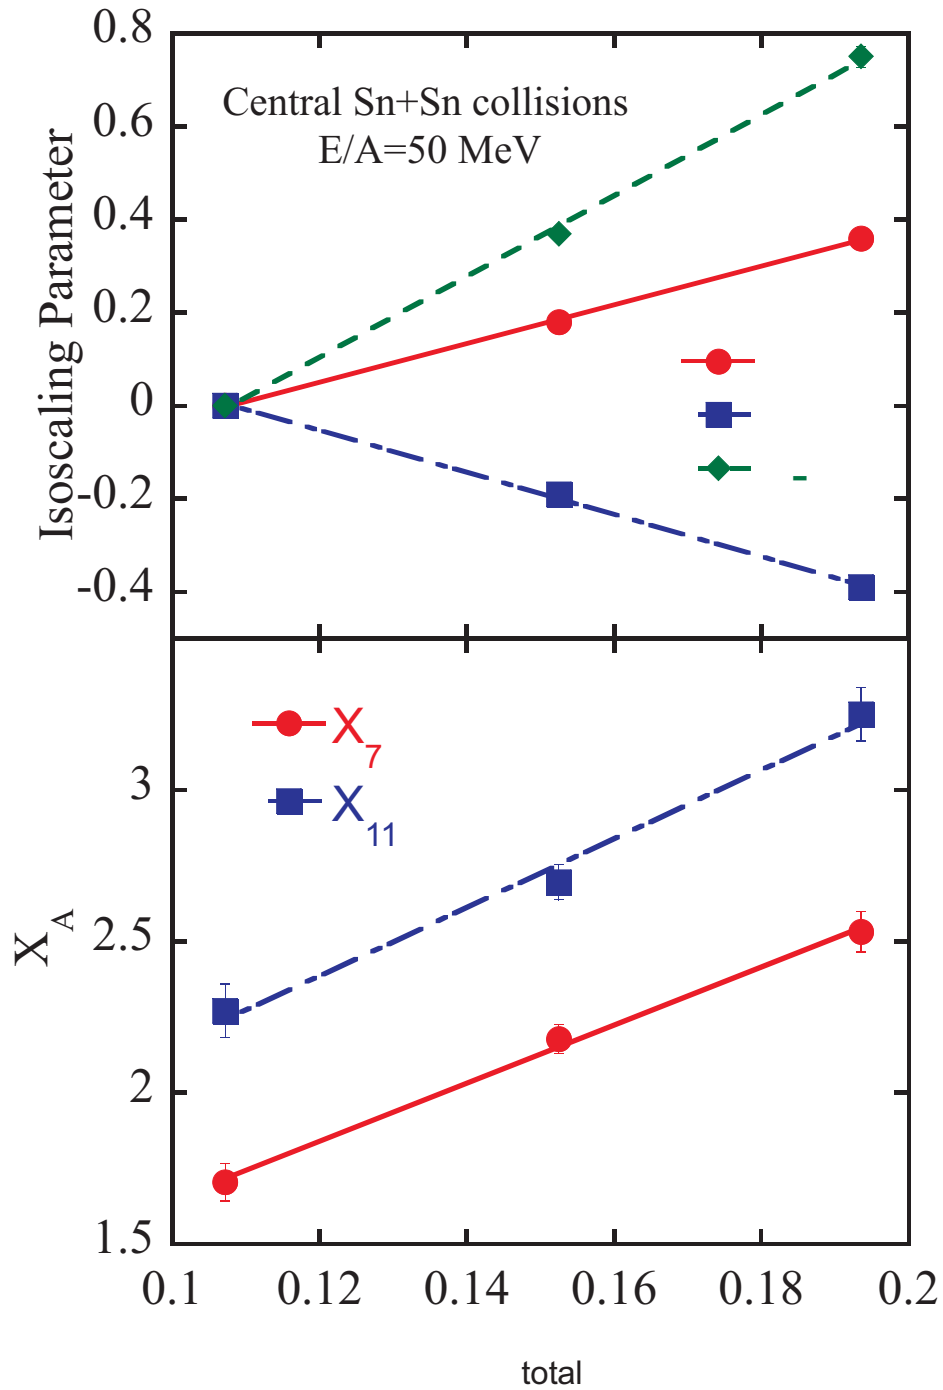 0.8
Central Sn+Sn collisions
E/A=50 MeV
0.6
0.4
0.2
0
-0.2
-0.4
Isoscaling Parameter
-
X7
X11
3
2.5
2
1.5
XA
0.1 0.12 0.14 0.16 0.18 0.2
total